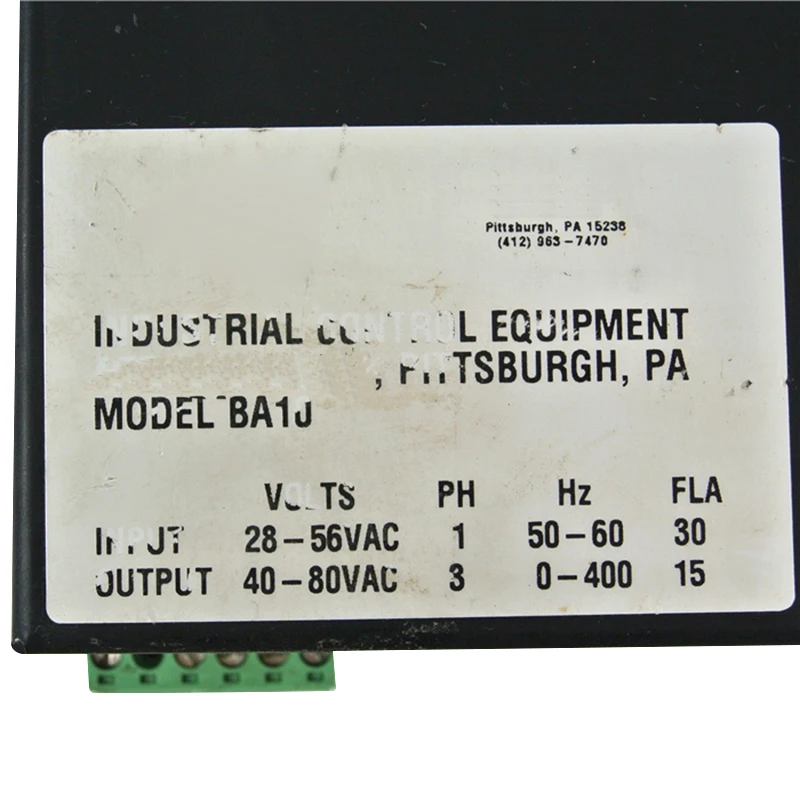 Pittsburgh, PA 15238
(412) 963-7470
INDUSTRIAL CONTROL EQUIPMENT
, PITTSBURGH, PA
MODEL
VOLTS PH Hz FLA
INPUT 28-56VAC 1 50-60 30
OUTPUT 40-80VAC 3 0-400 15